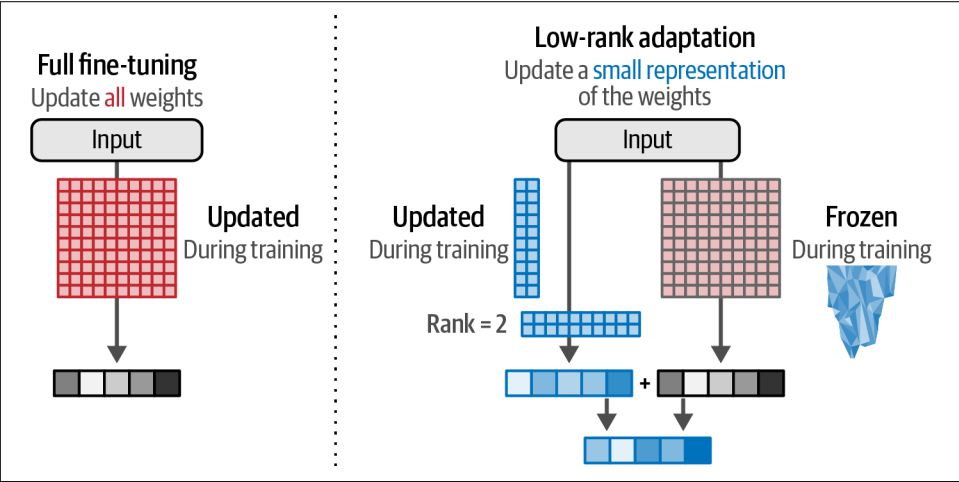 Full fine-tuning
Update all weights
Input
Updated
During training
Low-rank adaptation
Update a small representation
of the weights
Input
Updated
During training
Rank = 2
Frozen
During training
+